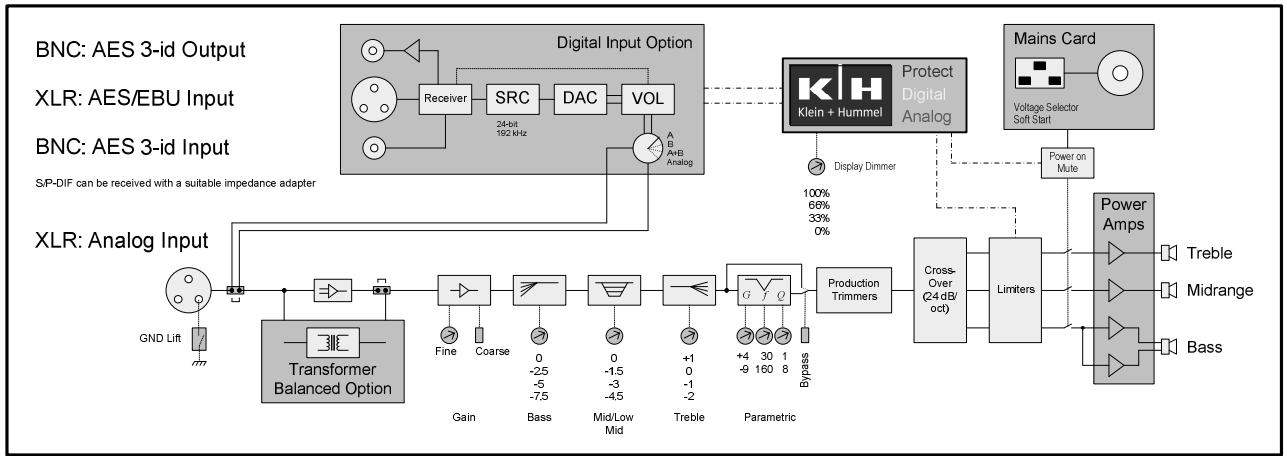 BNC: AES 3-id Output
XLR: AES/EBU Input
BNC: AES 3-id Input
S/P-DIF can be received with a suitable impedance adapter
XLR: Analog Input
GND Lift
Digital Input Option
Receiver
SRC
DAC
VOL
24-bit
192 kHz
A
B
A+B
Analog
K H
Klein + Hummel
Protect
Digital
Analog
Display Dimmer
100%
66%
33%
0%
Mains Card
Voltage Selector
Soft Start
Power on
Mute
Transformer
Balanced Option
Fine
Coarse
Gain
0
-2.5
-5
-7.5
Bass
0
-1.5
-3
-4.5
Mid/Low
Mid
+1
0
-1
-2
Treble
G f Q
+4 30 1
-9 160 8
Bypass
Parametric
Production
Trimmers
Cross-
Over
(24 dB/
oct)
Limiters
Power
Amps
Treble
Midrange
Bass